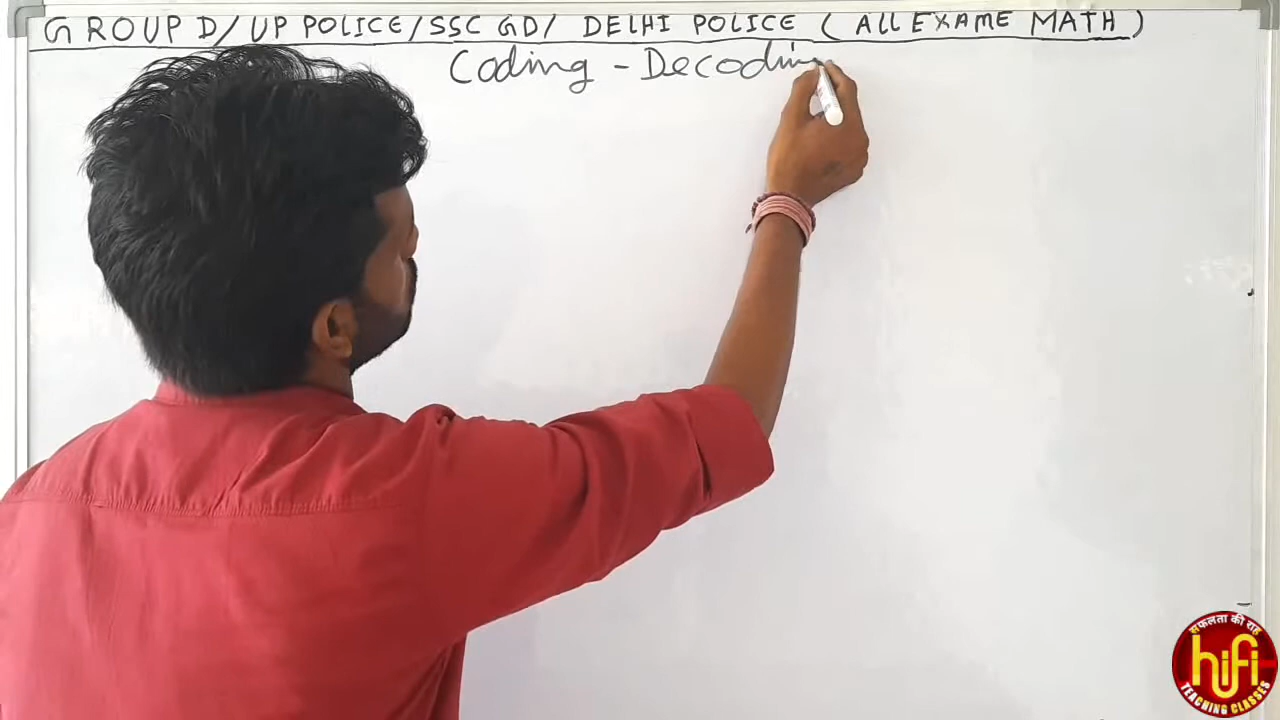 GROUP D/ UP POLICE/SSC GD/ DELHI POLICE ( ALL EXAME MATH )
Coding - Decodin
सफलता की राह
hifi
TEACHING CLASSES